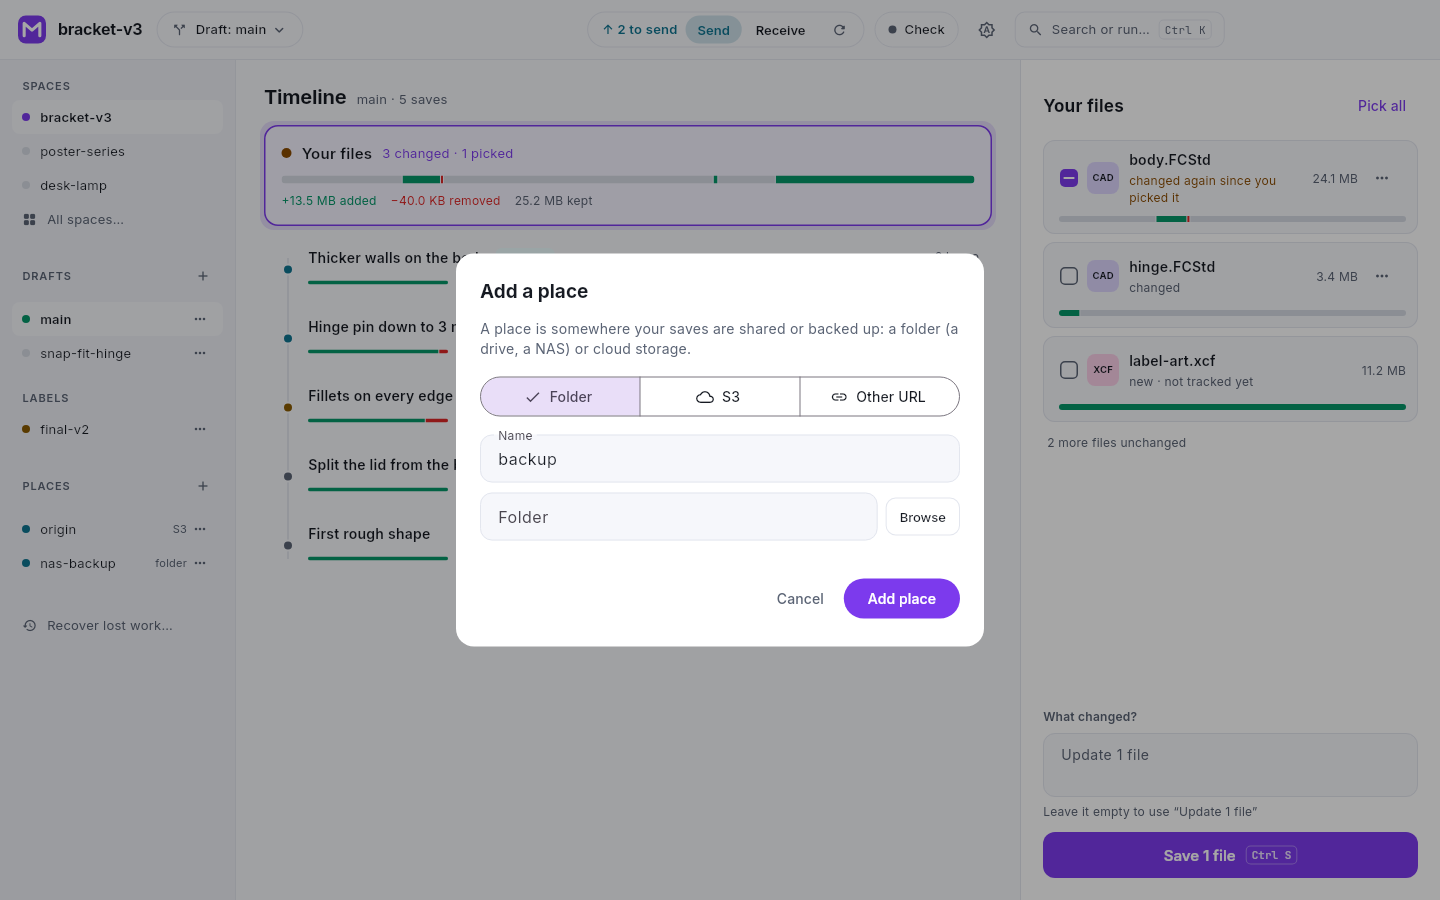 bracket-v3
Draft: main
↑ 2 to send
Send
Receive
Check
Search or run...
Ctrl K
SPACES
bracket-v3
poster-series
desk-lamp
All spaces...
DRAFTS
main
snap-fit-hinge
LABELS
final-v2
PLACES
origin
S3
nas-backup
folder
Recover lost work...
Timeline
main · 5 saves
Your files
3 changed · 1 picked
+13.5 MB added
−40.0 KB removed
25.2 MB kept
Thicker walls on the
Hinge pin down to 3
Fillets on every edge
Split the lid from the
First rough shape
Add a place
A place is somewhere your saves are shared or backed up: a folder (a
drive, a NAS) or cloud storage.
Folder
S3
Other URL
Name
backup
Folder
Browse
Cancel
Add place
Your files
Pick all
CAD
body.FCStd
changed again since you
picked it
24.1 MB
CAD
hinge.FCStd
changed
3.4 MB
XCF
label-art.xcf
new · not tracked yet
11.2 MB
2 more files unchanged
What changed?
Update 1 file
Leave it empty to use “Update 1 file”
Save 1 file
Ctrl S